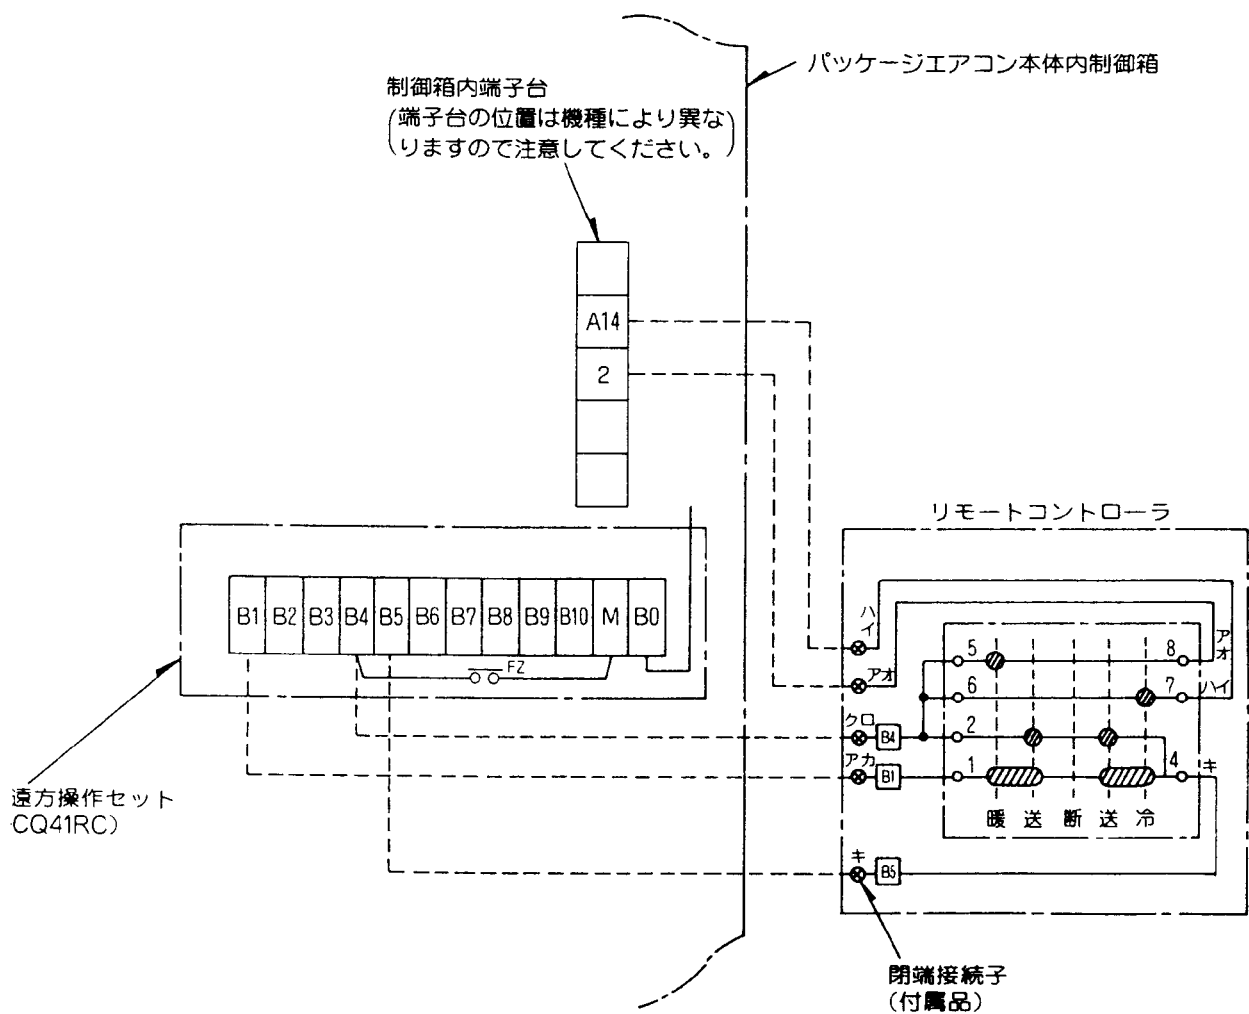 パッケージエアコン本体内制御箱
制御箱内端子台
(端子台の位置は機種により異な
りますので注意してください。)
A14
2
リモートコントローラ
B1 B2 B3 B4 B5 B6 B7 B8 B9 B10 M B0
FZ
ハイ
アオ
クロ
B4
アカ
B1
キ
B5
5
8
アオ
6
7
ハイ
2
1
4
キ
暖 送 断 送 冷
遠方操作セット
CQ41RC)
閉端接続子
(付属品)